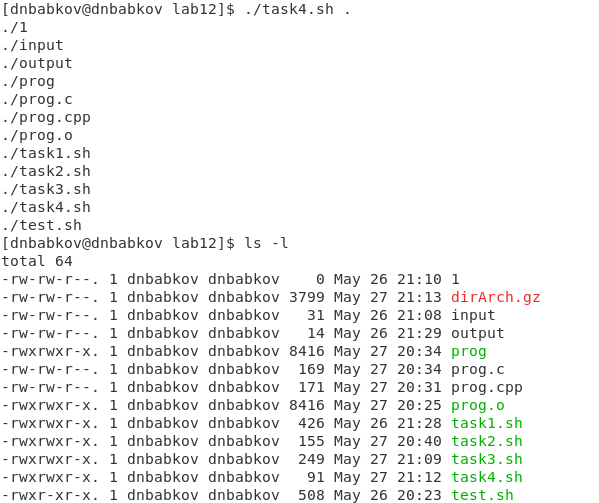 [dnbabkov@dnbabkov lab12]$ ./task4.sh .
./1
./input
./output
./prog
./prog.c
./prog.cpp
./prog.o
./task1.sh
./task2.sh
./task3.sh
./task4.sh
./test.sh
[dnbabkov@dnbabkov lab12]$ ls -l
total 64
-rw-rw-r--. 1 dnbabkov dnbabkov    0 May 26 21:10 1
-rw-rw-r--. 1 dnbabkov dnbabkov 3799 May 27 21:13 dirArch.gz
-rw-rw-r--. 1 dnbabkov dnbabkov   31 May 26 21:08 input
-rw-rw-r--. 1 dnbabkov dnbabkov   14 May 26 21:29 output
-rwxrwxr-x. 1 dnbabkov dnbabkov 8416 May 27 20:34 prog
-rw-rw-r--. 1 dnbabkov dnbabkov  169 May 27 20:34 prog.c
-rw-rw-r--. 1 dnbabkov dnbabkov  171 May 27 20:31 prog.cpp
-rwxrwxr-x. 1 dnbabkov dnbabkov 8416 May 27 20:25 prog.o
-rwxrwxr-x. 1 dnbabkov dnbabkov  426 May 26 21:28 task1.sh
-rwxrwxr-x. 1 dnbabkov dnbabkov  155 May 27 20:40 task2.sh
-rwxrwxr-x. 1 dnbabkov dnbabkov  249 May 27 21:09 task3.sh
-rwxrwxr-x. 1 dnbabkov dnbabkov   91 May 27 21:12 task4.sh
-rwxr-xr-x. 1 dnbabkov dnbabkov  508 May 26 20:23 test.sh